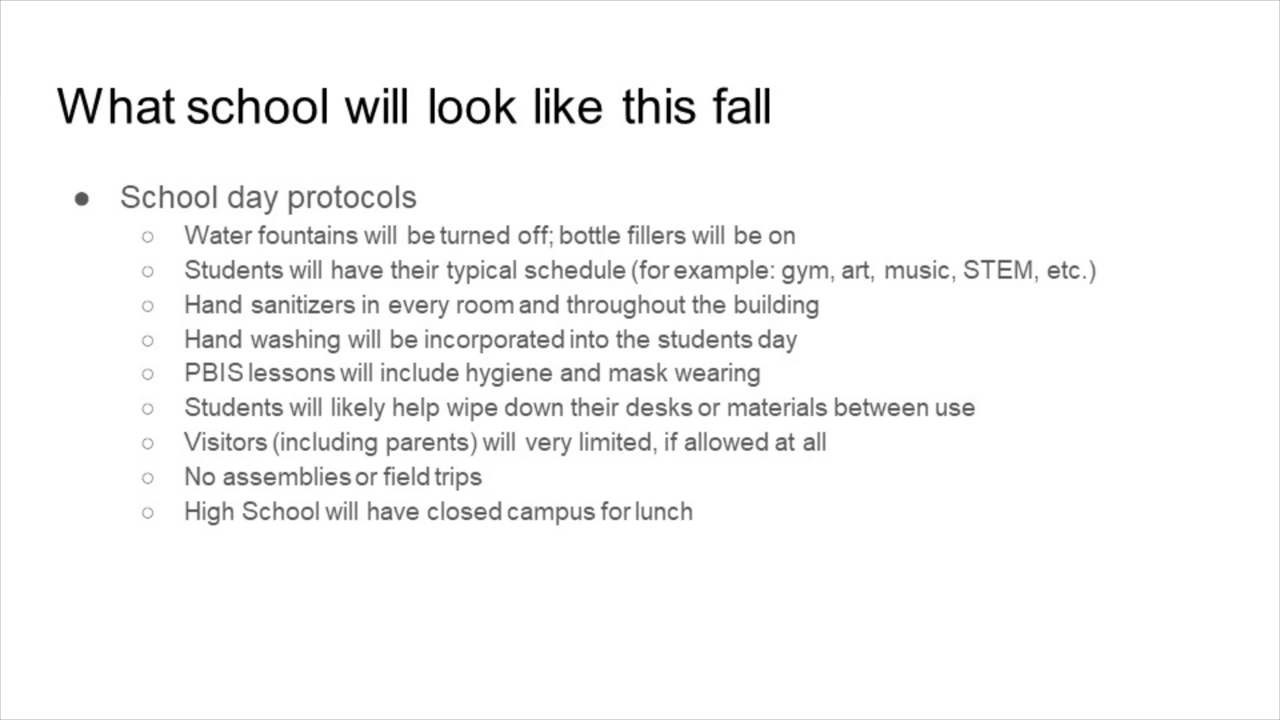 What school will look like this fall
● School day protocols
○ Water fountains will be turned off; bottle fillers will be on
○ Students will have their typical schedule (for example: gym, art, music, STEM, etc.)
○ Hand sanitizers in every room and throughout the building
○ Hand washing will be incorporated into the students day
○ PBIS lessons will include hygiene and mask wearing
○ Students will likely help wipe down their desks or materials between use
○ Visitors (including parents) will very limited, if allowed at all
○ No assemblies or field trips
○ High School will have closed campus for lunch